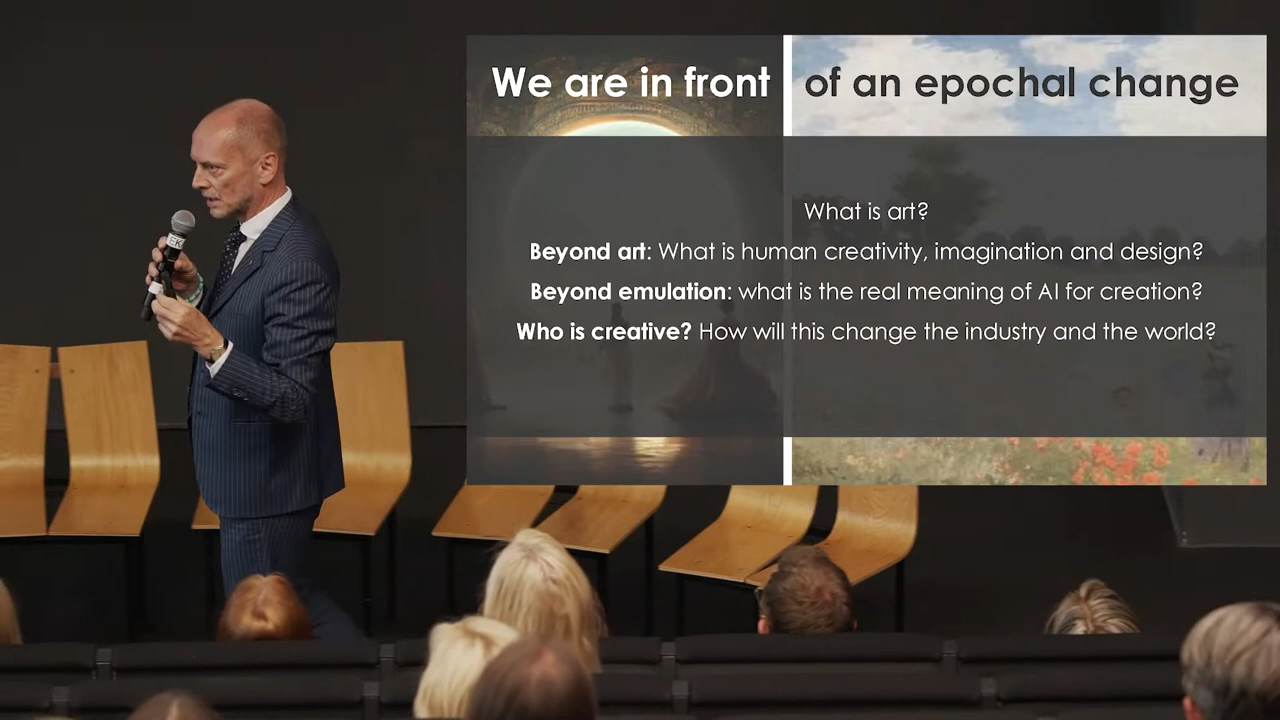 We are in front of an epochal change
What is art?
Beyond art: What is human creativity, imagination and design?
Beyond emulation: what is the real meaning of AI for creation?
Who is creative? How will this change the industry and the world?
EK